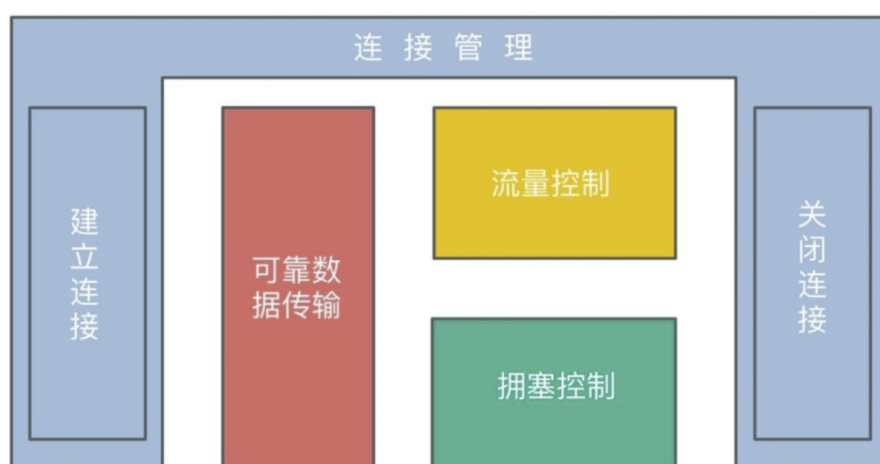 连接管理
建立连接
可靠数
据传输
流量控制
拥塞控制
关闭连接